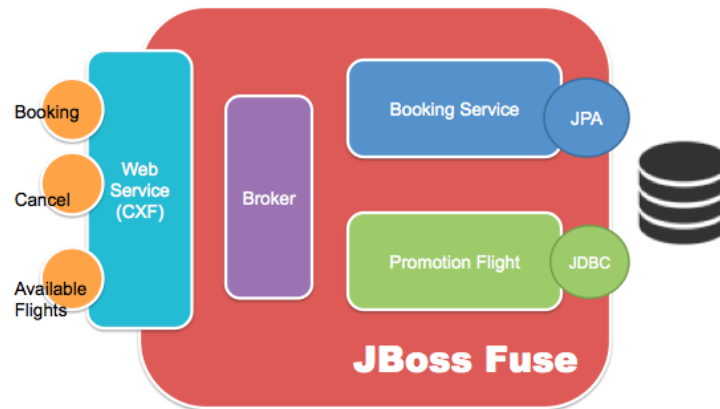 Booking
Cancel
Available
Flights
Web
Service
(CXF)
Broker
Booking Service
JPA
Promotion Flight
JDBC
JBoss Fuse